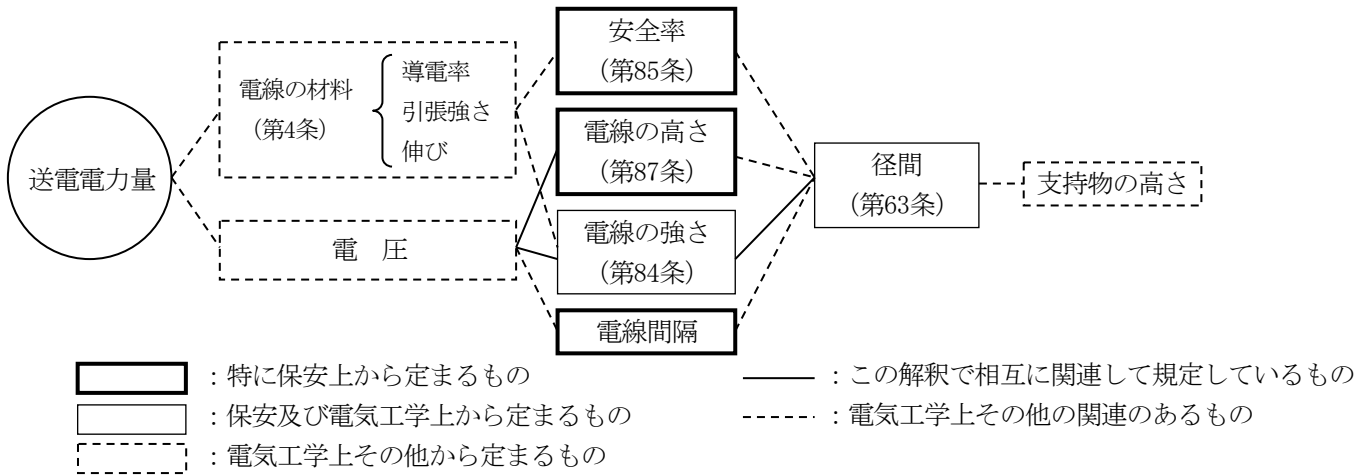 送電電力量
電線の材料
(第4条)
導電率
引張強さ
伸び
電　圧
安全率
(第85条)
電線の高さ
(第87条)
電線の強さ
(第84条)
電線間隔
径間
(第63条)
支持物の高さ
：特に保安上から定まるもの
：保安及び電気工学上から定まるもの
：電気工学上その他から定まるもの
：この解釈で相互に関連して規定しているもの
：電気工学上その他の関連のあるもの